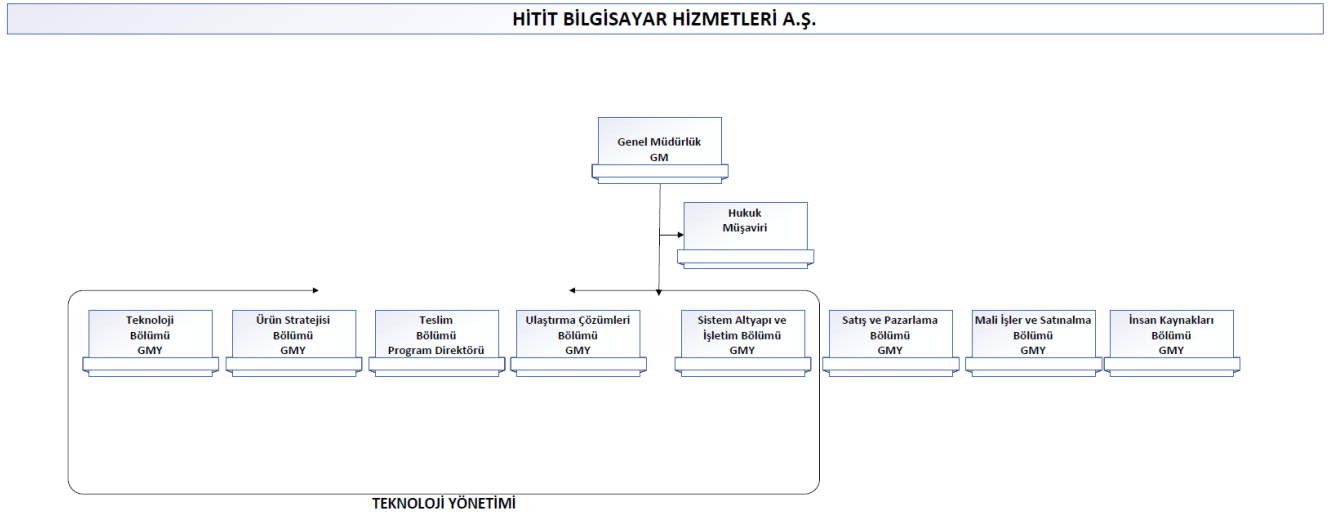 HİTİT BİLGİSAYAR HİZMETLERİ A.Ş.
Genel Müdürlük
GM
Hukuk
Müşaviri
Teknoloji
Bölümü
GMY
Ürün Stratejisi
Bölümü
GMY
Teslim
Bölümü
Program Direktörü
Ulaştırma Çözümleri
Bölümü
GMY
Sistem Altyapı ve
İşletim Bölümü
GMY
Satış ve Pazarlama
Bölümü
GMY
Mali İşler ve Satınalma
Bölümü
GMY
İnsan Kaynakları
Bölümü
GMY
TEKNOLOJİ YÖNETİMİ